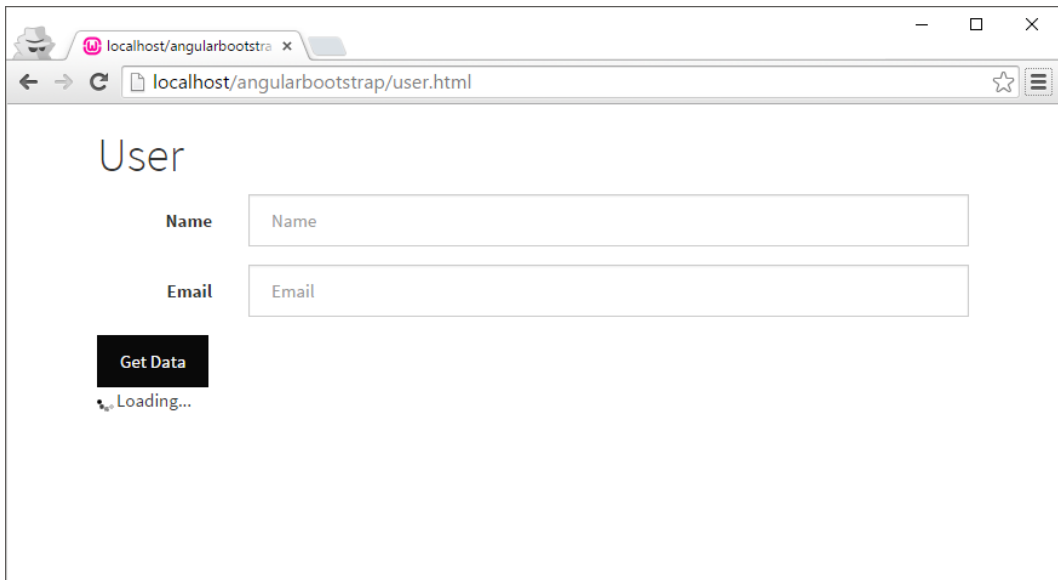 localhost/angularbootstra
localhost/angularbootstrap/user.html
User
Name Name
Email Email
Get Data
Loading...